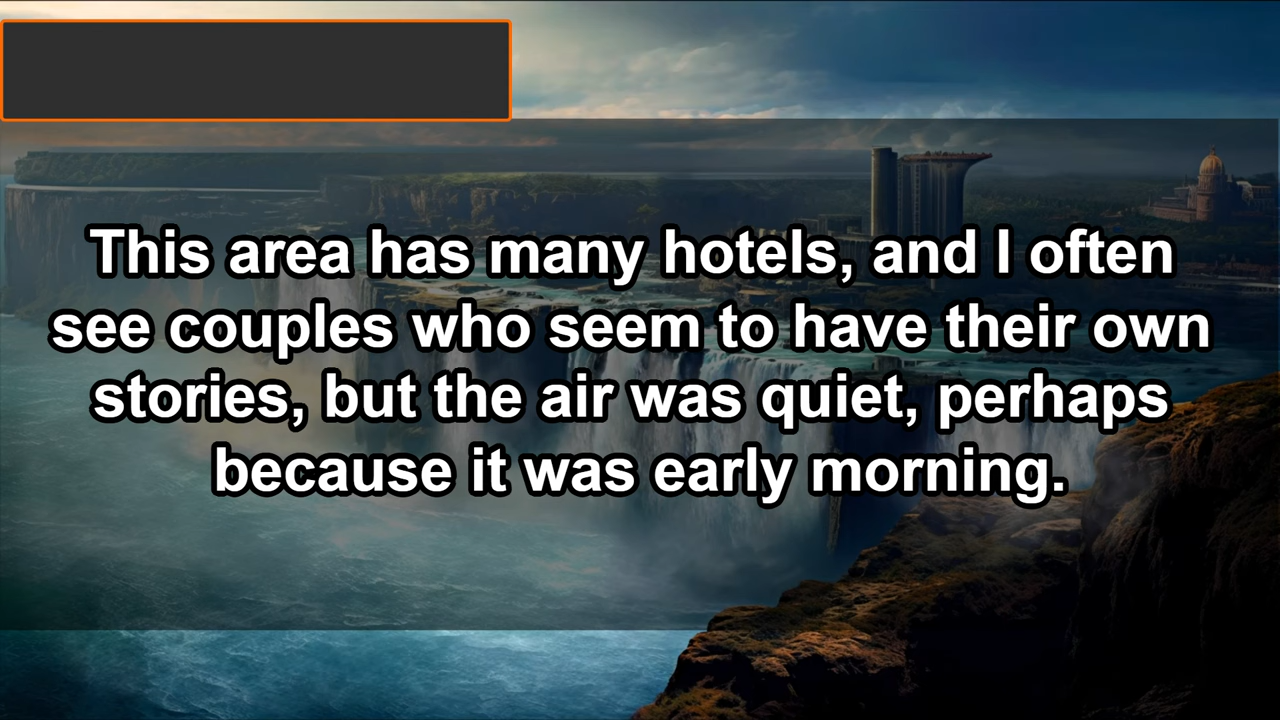 This area has many hotels, and I often
see couples who seem to have their own
stories, but the air was quiet, perhaps
because it was early morning.